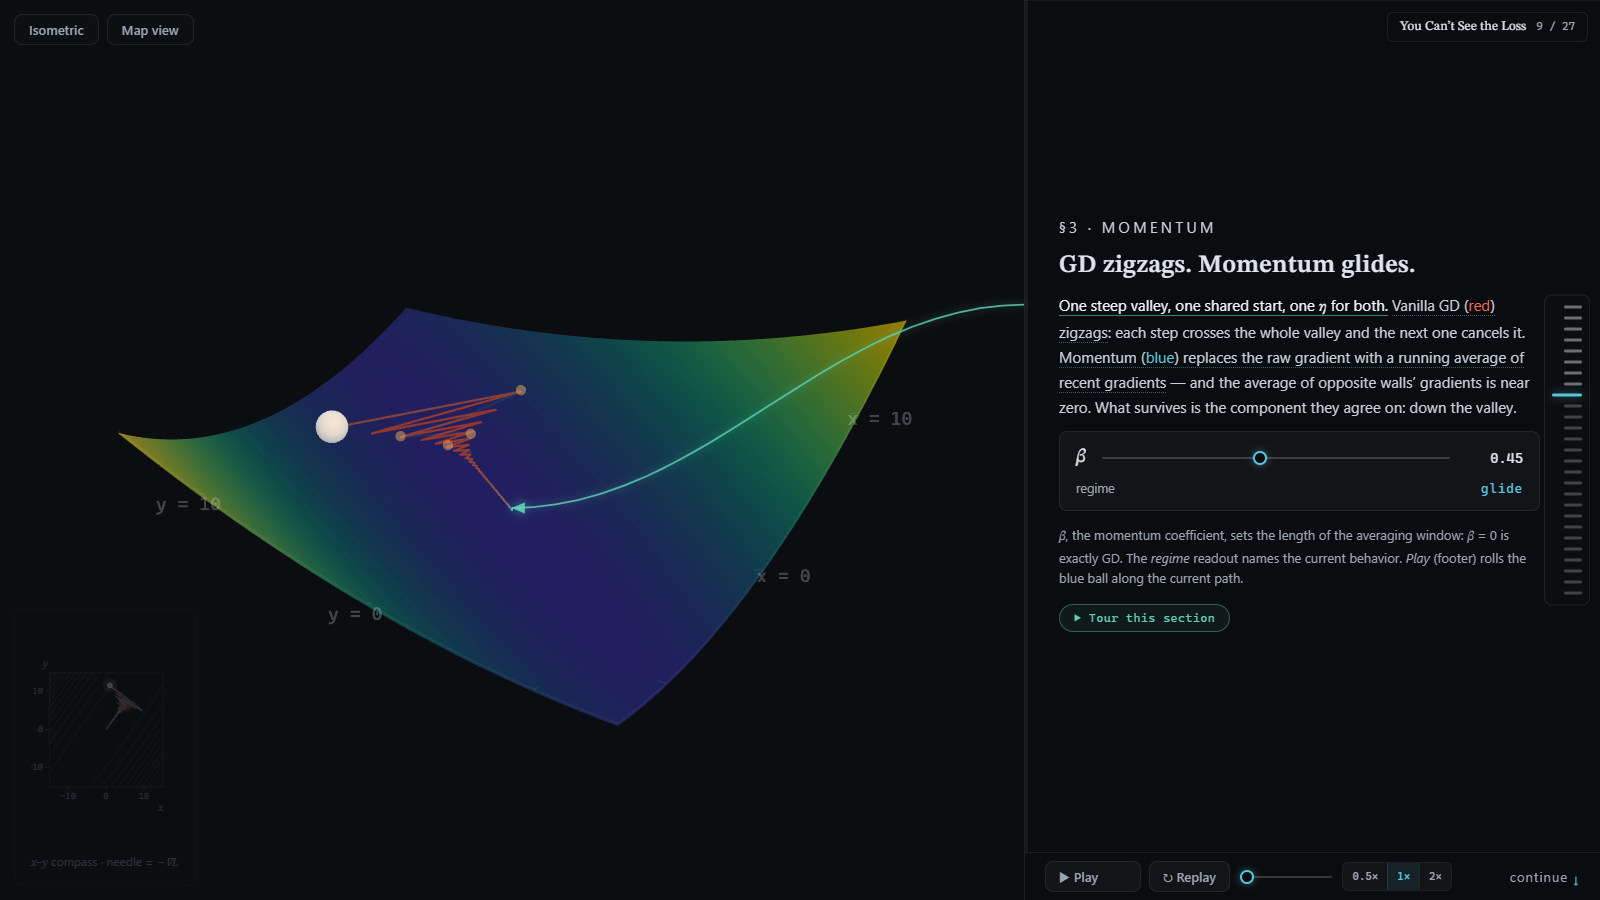 Isometric
Map view
You Can't See the Loss 9 / 27
§3 · MOMENTUM
GD zigzags. Momentum glides.
One steep valley, one shared start, one η for both. Vanilla GD (red)
zigzags: each step crosses the whole valley and the next one cancels it.
Momentum (blue) replaces the raw gradient with a running average of
recent gradients — and the average of opposite walls' gradients is near
zero. What survives is the component they agree on: down the valley.
β 0.45
regime glide
β, the momentum coefficient, sets the length of the averaging window: β = 0 is
exactly GD. The regime readout names the current behavior. Play (footer) rolls the
blue ball along the current path.
▶ Tour this section
x = 10
y = 10
x = 0
y = 0
y
10
0
-10
-10 0 10
x
x–y compass · needle = −∇L
▶ Play
↻ Replay
0.5× 1× 2×
continue ↓